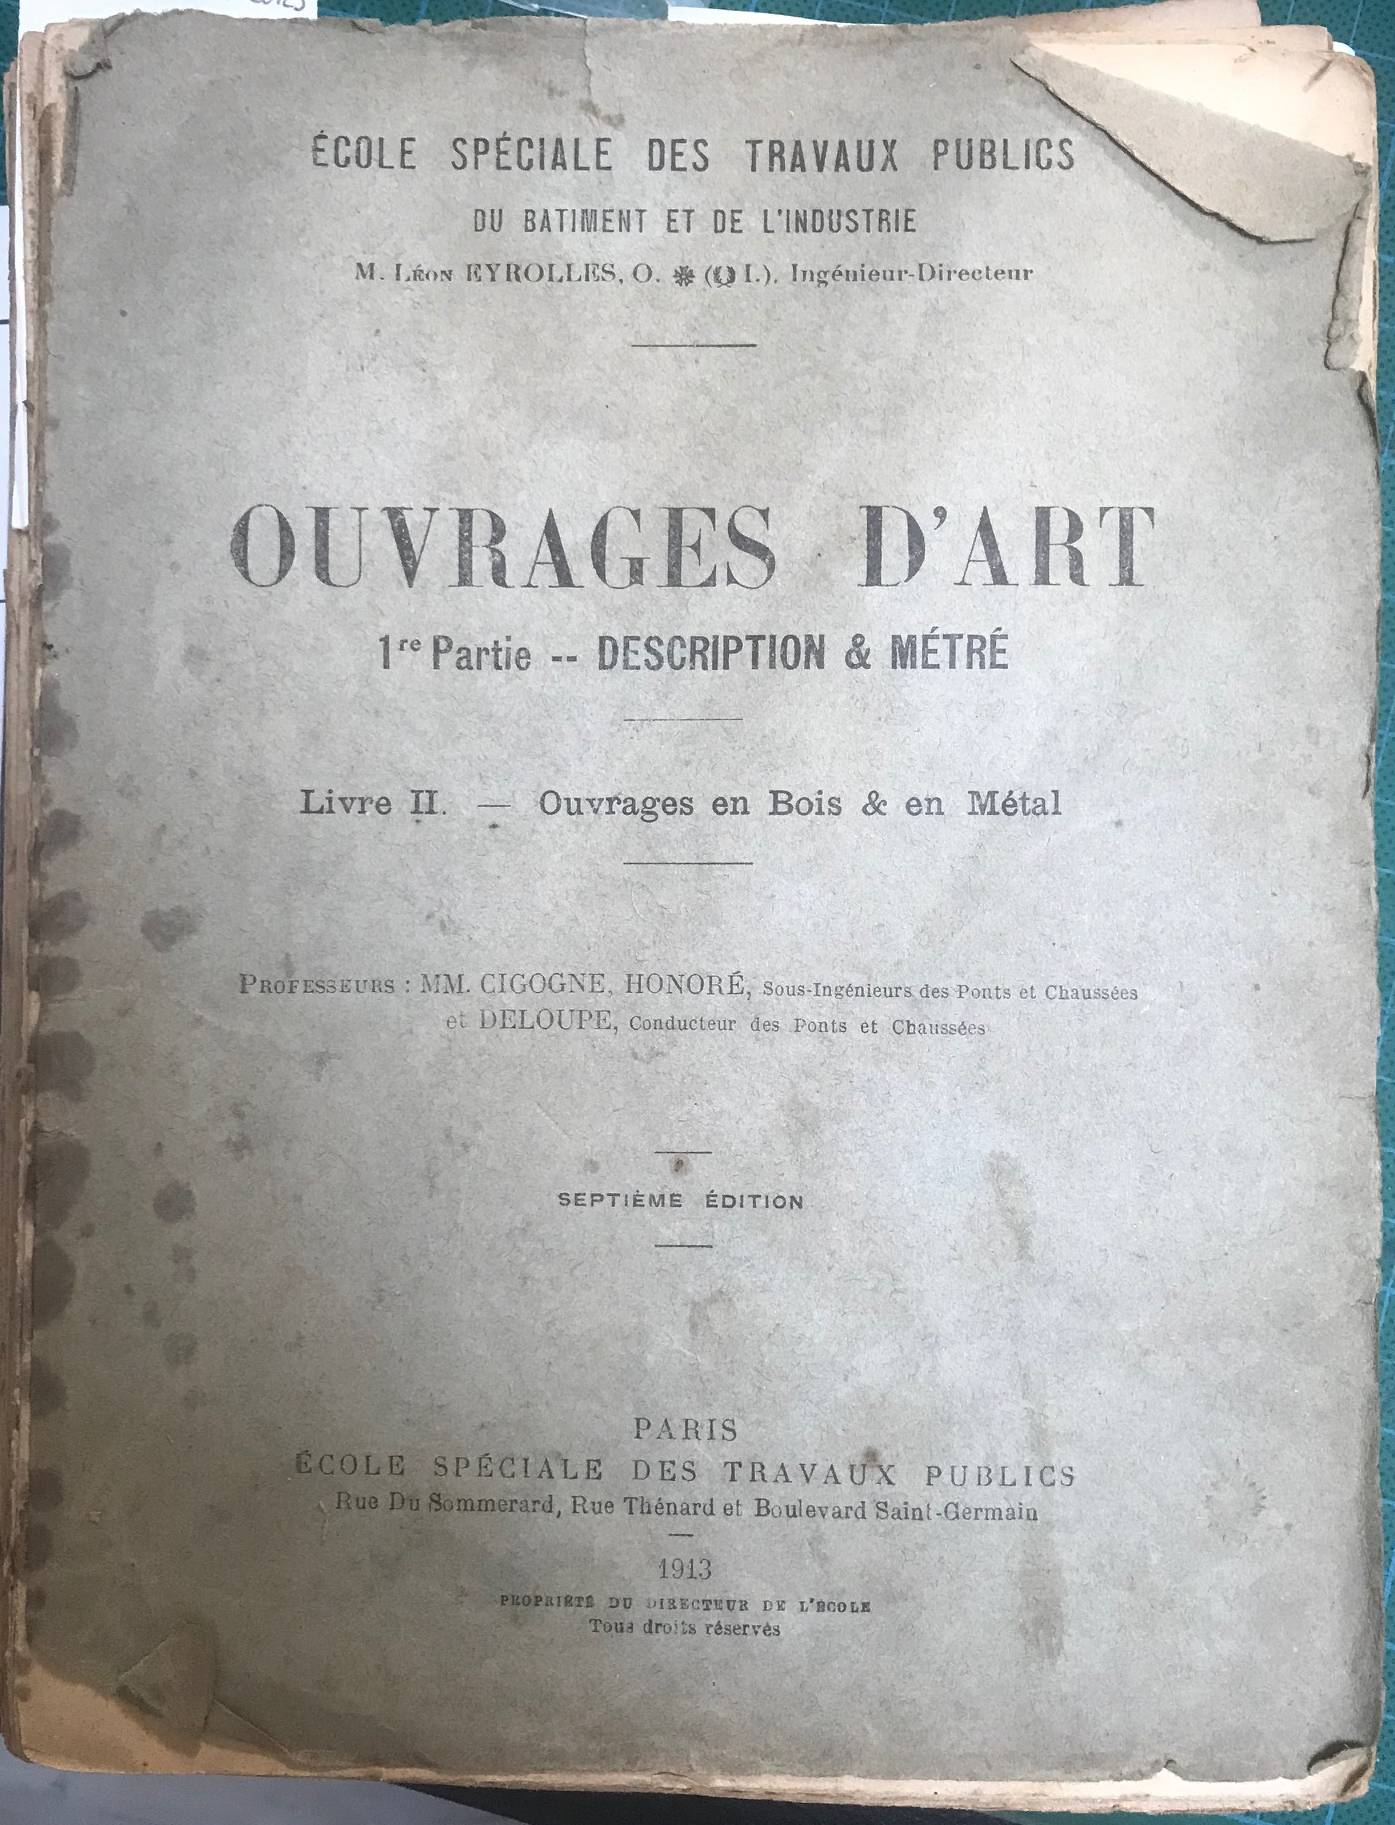 ÉCOLE SPÉCIALE DES TRAVAUX PUBLICS
DU BATIMENT ET DE L'INDUSTRIE
M. LÉON EYROLLES, O. ✵ (I.), Ingénieur-Directeur
OUVRAGES D'ART
1re Partie -- DESCRIPTION & MÉTRÉ
Livre II. — Ouvrages en Bois & en Métal
PROFESSEURS : MM. CIGOGNE, HONORÉ, Sous-Ingénieurs des Ponts et Chaussées
et DELOUPE, Conducteur des Ponts et Chaussées
SEPTIÈME ÉDITION
PARIS
ÉCOLE SPÉCIALE DES TRAVAUX PUBLICS
Rue Du Sommerard, Rue Thénard et Boulevard Saint-Germain
1913
PROPRIÉTÉ DU DIRECTEUR DE L'ÉCOLE
Tous droits réservés